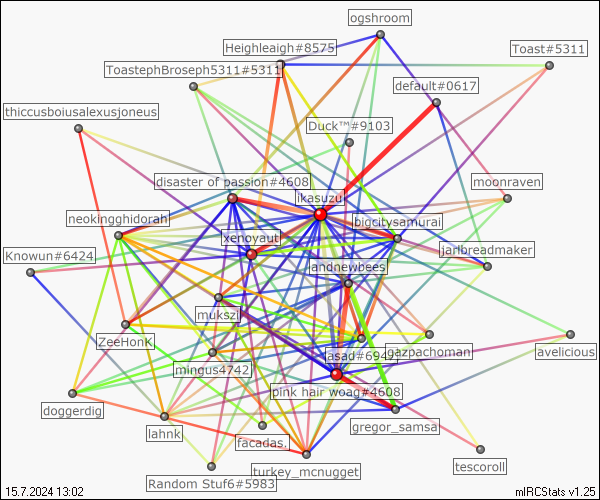 ogshroom
Heighleaigh#8575
Toast#5311
ToastephBroseph5311#5311
default#0617
thiccusboiusalexusjoneus
Duck™#9103
disaster of passion#4608
moonraven
ikasuzu
neokingghidorah
bigcitysamurai
xenoyaut
jarlbreadmaker
Knowun#6424
andnewbees
mukszi
ZeeHonK
fasad#6942
gazpachoman
avelicious
mingus4742
pink hair woag#4608
doggerdig
gregor_samsa
lahnk
facadas.
turkey_mcnugget
tescoroll
Random Stuf6#5983
15.7.2024 13:02
mIRCStats v1.25